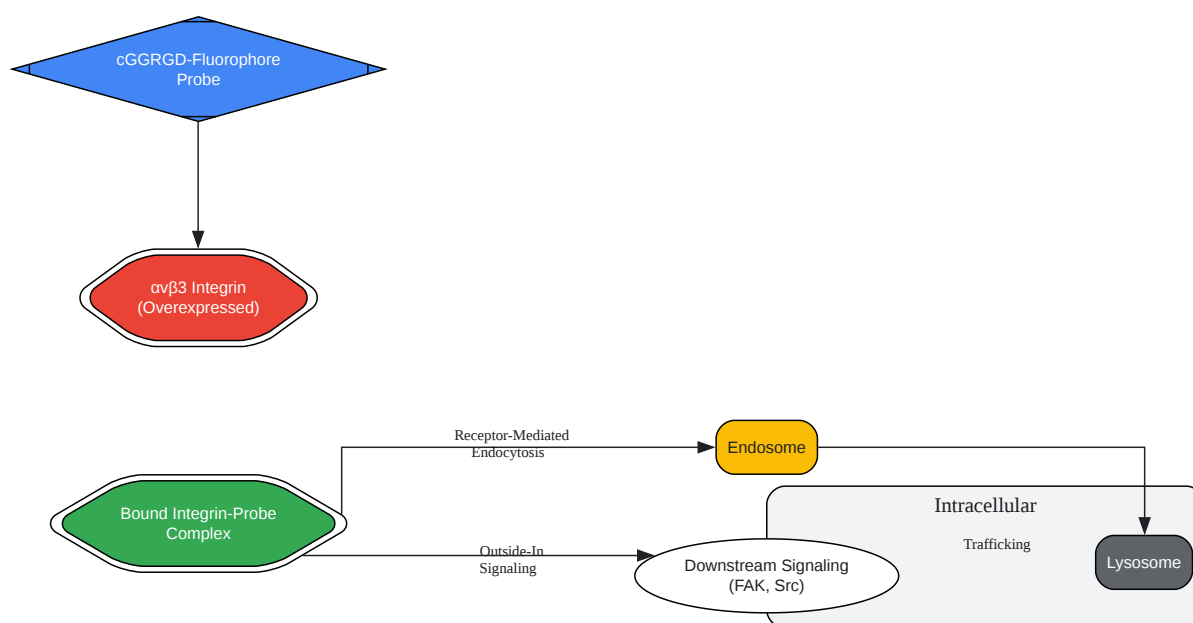 cGGRGD-Fluorophore
Probe
αvβ3 Integrin
(Overexpressed)
Receptor-Mediated
Endocytosis
Endosome
Bound Integrin-Probe
Complex
Intracellular
Trafficking
Outside-In
Signaling
Downstream Signaling
(FAK, Src)
Lysosome